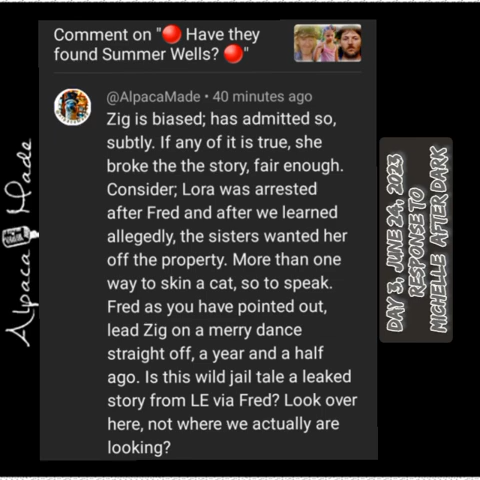 Comment on "🔴 Have they
found Summer Wells? 🔴"
@AlpacaMade • 40 minutes ago
Zig is biased; has admitted so,
subtly. If any of it is true, she
broke the the story, fair enough.
Consider; Lora was arrested
after Fred and after we learned
allegedly, the sisters wanted her
off the property. More than one
way to skin a cat, so to speak.
Fred as you have pointed out,
lead Zig on a merry dance
straight off, a year and a half
ago. Is this wild jail tale a leaked
story from LE via Fred? Look over
here, not where we actually are
looking?
Alpaca Made
DAY 3, JUNE 24, 2023
RESPONSE TO
MICHELLE AFTER DARK